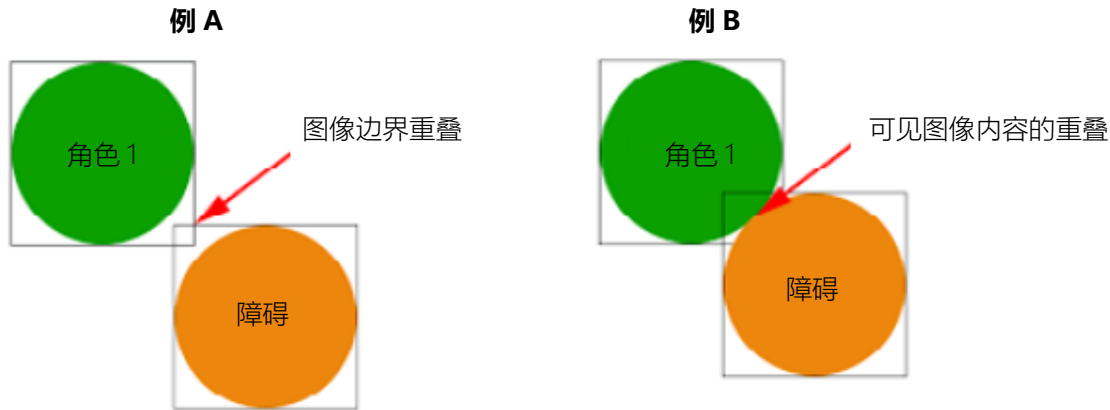 例 A
例 B
图像边界重叠
可见图像内容的重叠
角色 1
角色 1
障碍
障碍